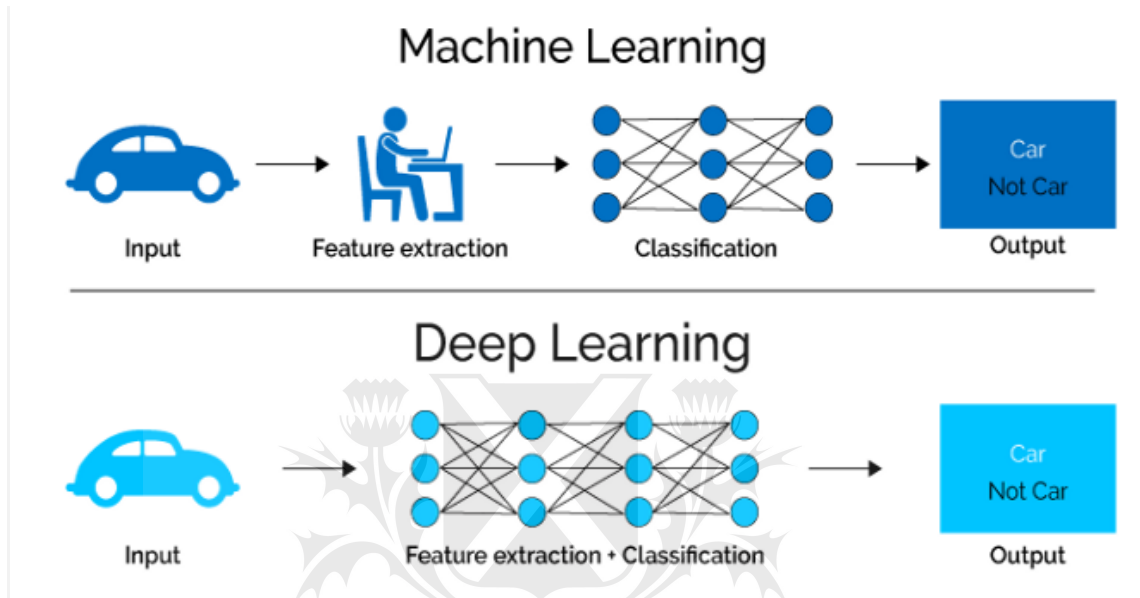 Machine Learning
Car
Not Car
Input
Feature extraction
Classification
Output
Deep Learning
Car
Not Car
Input
Feature extraction + Classification
Output